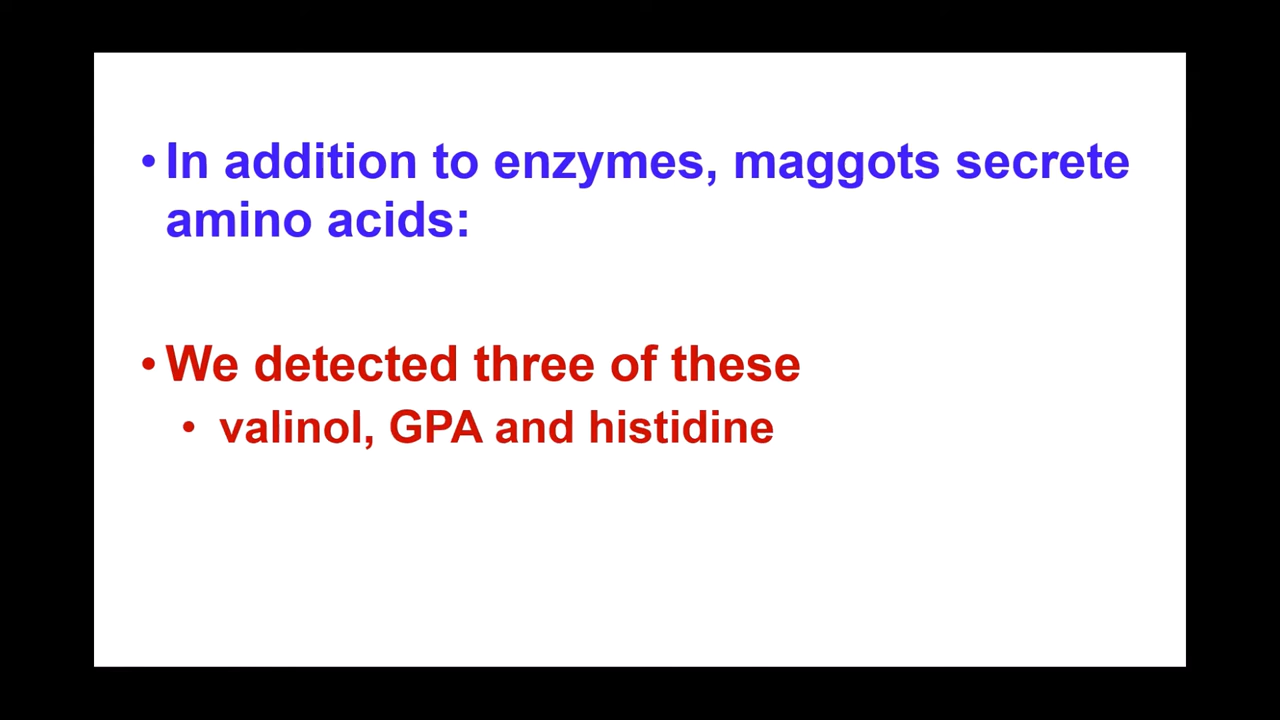 • In addition to enzymes, maggots secrete
amino acids:
• We detected three of these
• valinol, GPA and histidine